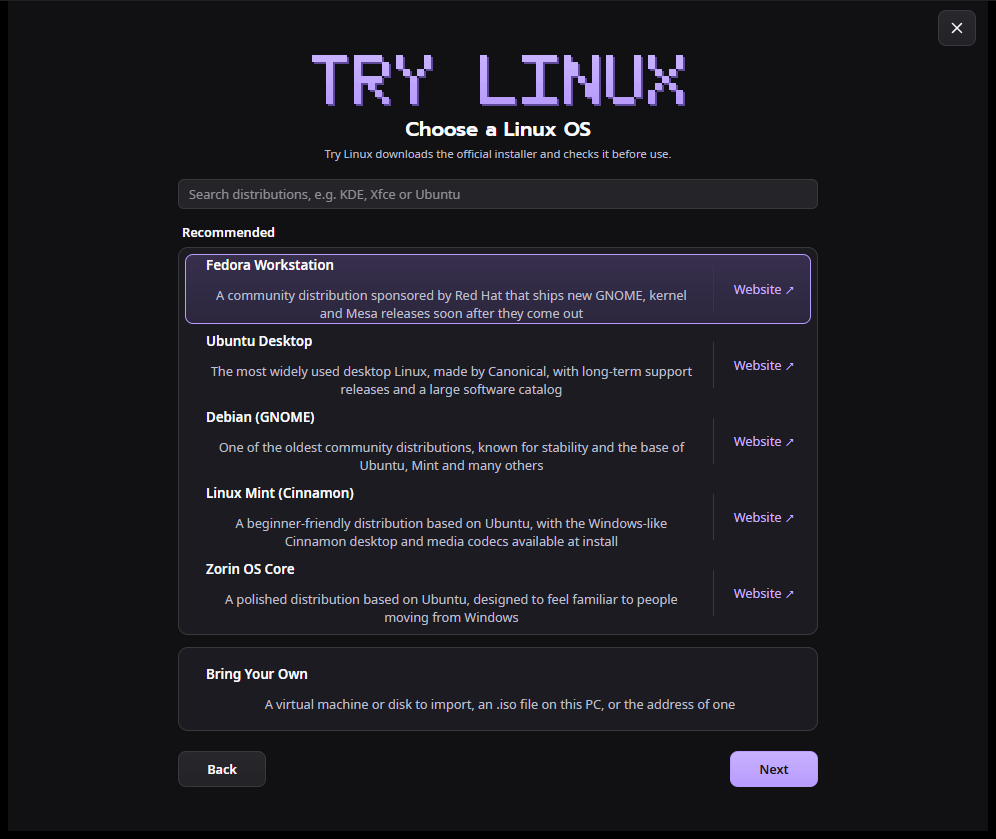 TRY LINUX
Choose a Linux OS
Try Linux downloads the official installer and checks it before use.
Search distributions, e.g. KDE, Xfce or Ubuntu
Recommended
Fedora Workstation
A community distribution sponsored by Red Hat that ships new GNOME, kernel
and Mesa releases soon after they come out
Website ↗
Ubuntu Desktop
The most widely used desktop Linux, made by Canonical, with long-term support
releases and a large software catalog
Website ↗
Debian (GNOME)
One of the oldest community distributions, known for stability and the base of
Ubuntu, Mint and many others
Website ↗
Linux Mint (Cinnamon)
A beginner-friendly distribution based on Ubuntu, with the Windows-like
Cinnamon desktop and media codecs available at install
Website ↗
Zorin OS Core
A polished distribution based on Ubuntu, designed to feel familiar to people
moving from Windows
Website ↗
Bring Your Own
A virtual machine or disk to import, an .iso file on this PC, or the address of one
Back
Next